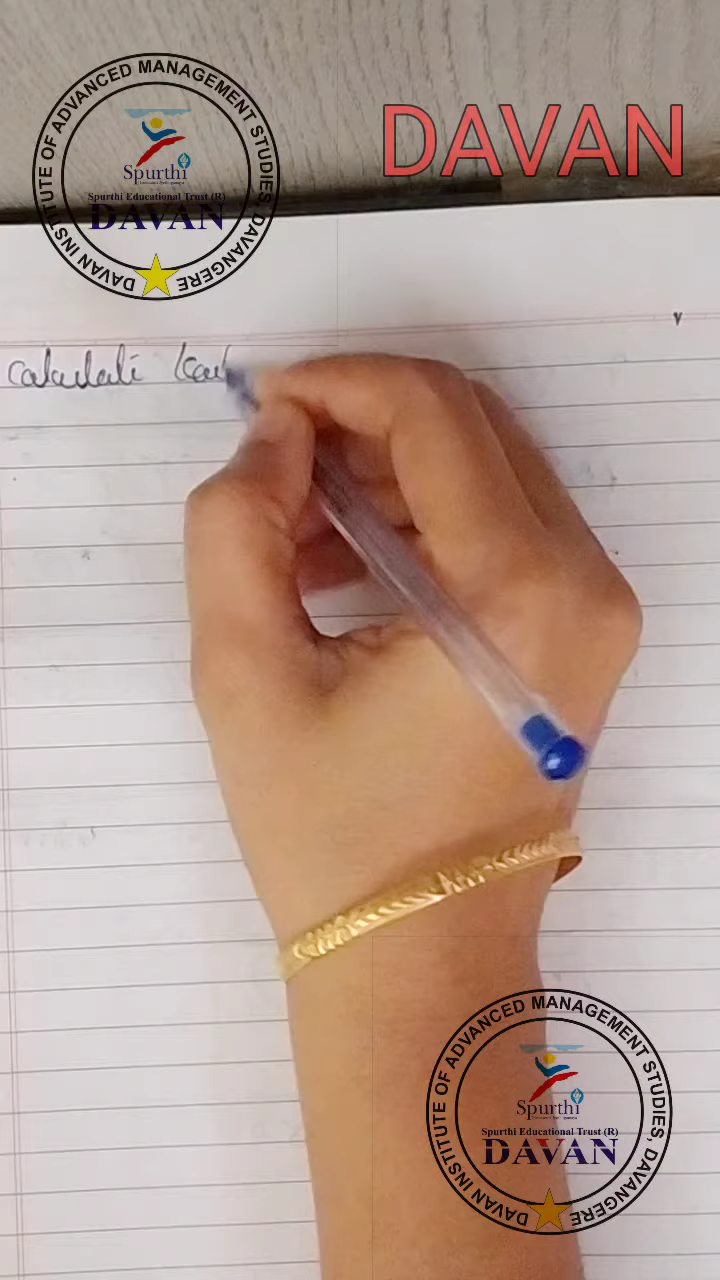 DAVAN INSTITUTE OF ADVANCED MANAGEMENT STUDIES, DAVANGERE
Spurthi
Spurthi Educational Trust (R)
DAVAN
DAVAN
Calculate
DAVAN INSTITUTE OF ADVANCED MANAGEMENT STUDIES, DAVANGERE
Spurthi
Spurthi Educational Trust (R)
DAVAN